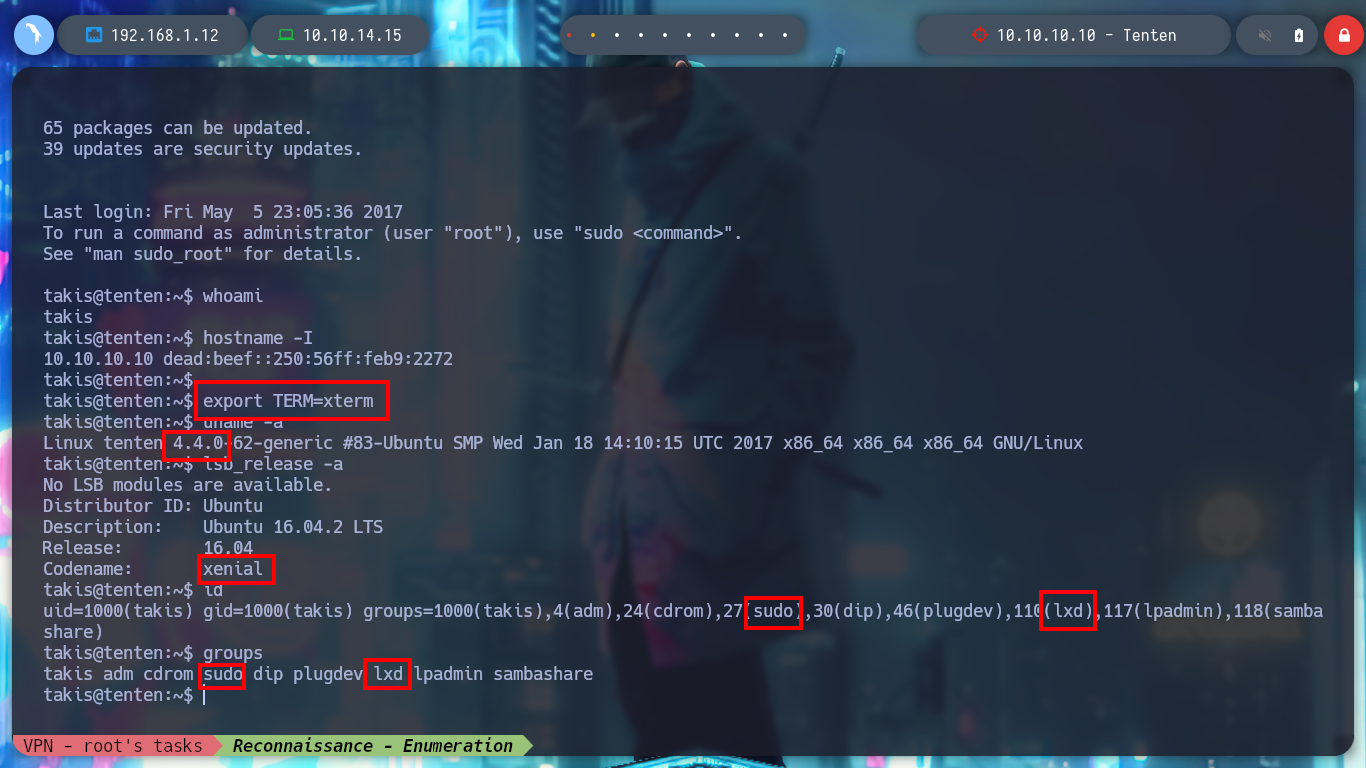 192.168.1.12
10.10.14.15
10.10.10.10 - Tenten
65 packages can be updated.
39 updates are security updates.
Last login: Fri May  5 23:05:36 2017
To run a command as administrator (user "root"), use "sudo <command>".
See "man sudo_root" for details.
takis@tenten:~$ whoami
takis
takis@tenten:~$ hostname -I
10.10.10.10 dead:beef::250:56ff:feb9:2272
takis@tenten:~$
takis@tenten:~$ export TERM=xterm
takis@tenten:~$ uname -a
Linux tenten 4.4.0-62-generic #83-Ubuntu SMP Wed Jan 18 14:10:15 UTC 2017 x86_64 x86_64 x86_64 GNU/Linux
takis@tenten:~$ lsb_release -a
No LSB modules are available.
Distributor ID: Ubuntu
Description:    Ubuntu 16.04.2 LTS
Release:        16.04
Codename:       xenial
takis@tenten:~$ id
uid=1000(takis) gid=1000(takis) groups=1000(takis),4(adm),24(cdrom),27(sudo),30(dip),46(plugdev),110(lxd),117(lpadmin),118(samba
share)
takis@tenten:~$ groups
takis adm cdrom sudo dip plugdev lxd lpadmin sambashare
takis@tenten:~$
VPN - root's tasks
Reconnaissance - Enumeration